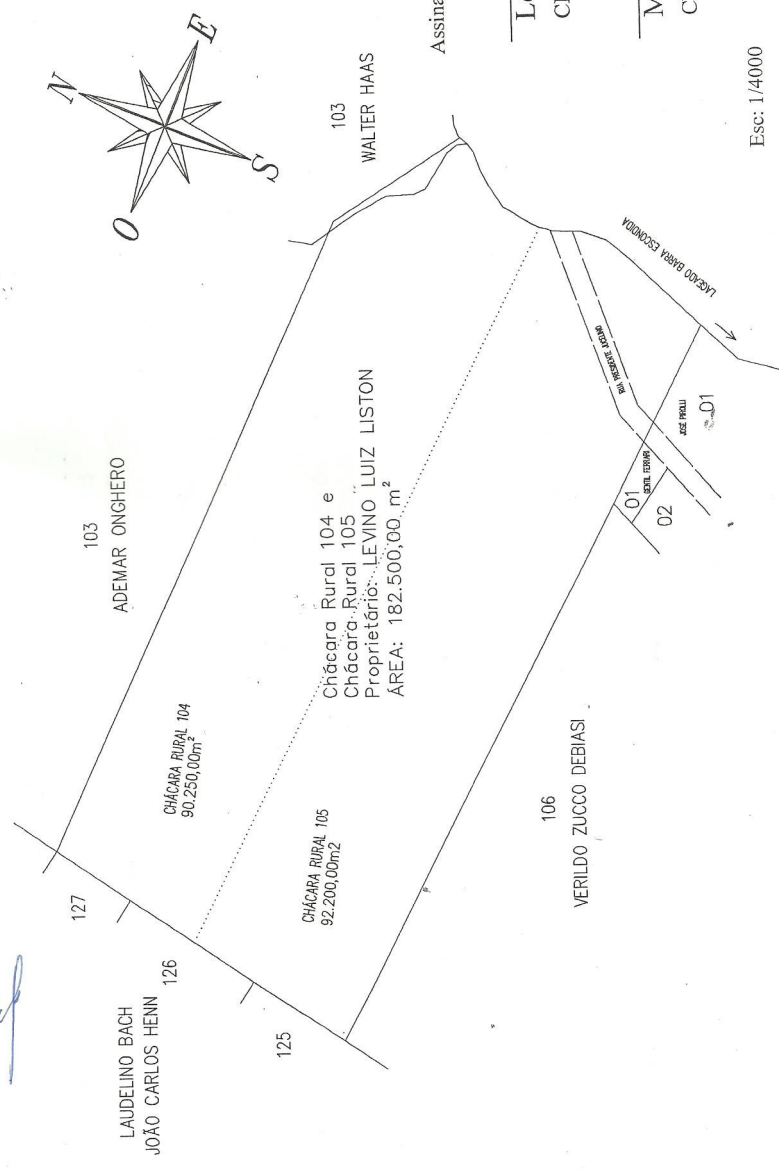 N
E
S
O
103
WALTER HAAS
103
ADEMAR ONGHERO
Assina
Esc: 1/4000
LAGEADO BARRA ESCONDIDA
RUA PRESIDENTE JUCELINO
JOSÉ PIROLLI
01
01
GENTIL FERRARI
02
Chácara Rural 104 e
Chácara Rural 105
Proprietário: LEVINO LUIZ LISTON
ÁREA: 182.500,00 m²
CHÁCARA RURAL 104
90.250,00m²
CHÁCARA RURAL 105
92.200,00m2
106
VERILDO ZUCCO DEBIASI
127
126
125
LAUDELINO BACH
JOÃO CARLOS HENN